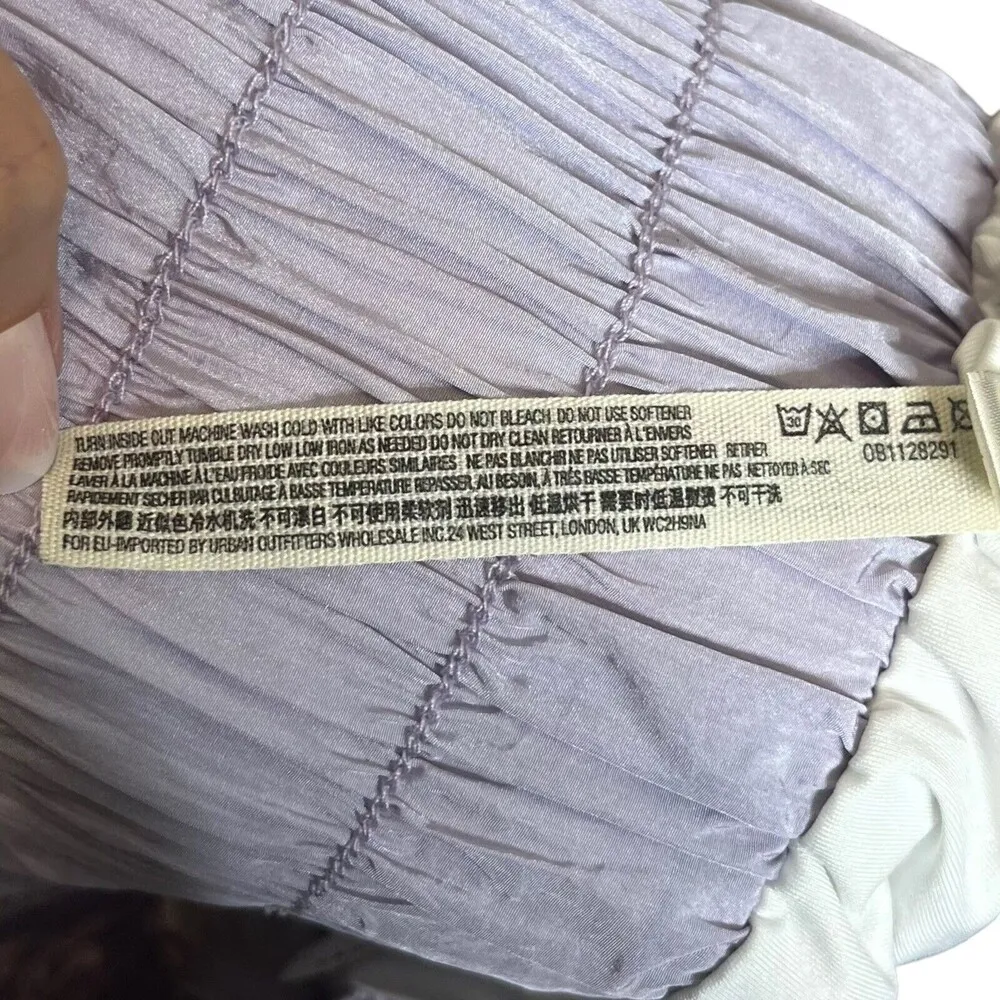 TURN INSIDE OUT MACHINE WASH COLD WITH LIKE COLORS DO NOT BLEACH DO NOT USE SOFTENER
REMOVE PROMPTLY TUMBLE DRY LOW LOW IRON AS NEEDED DO NOT DRY CLEAN RETOURNER À L'ENVERS
LAVER À LA MACHINE À L'EAU FROIDE AVEC COULEURS SIMILAIRES NE PAS BLANCHIR NE PAS UTILISER SOFTENER RETIRER
RAPIDEMENT SECHER PAR CULBUTAGE À BASSE TEMPERATURE REPASSER, AU BESOIN, À TRÈS BASSE TEMPÉRATURE NE PAS NETTOYER À-SEC
内部外翻 近似色冷水机洗 不可漂白 不可使用柔软剂 迅速移出 低温烘干 需要时低温熨烫 不可干洗
FOR EU-IMPORTED BY URBAN OUTFITTERS WHOLESALE INC.24 WEST STREET, LONDON, UK WC2H9NA
30
OB1128291